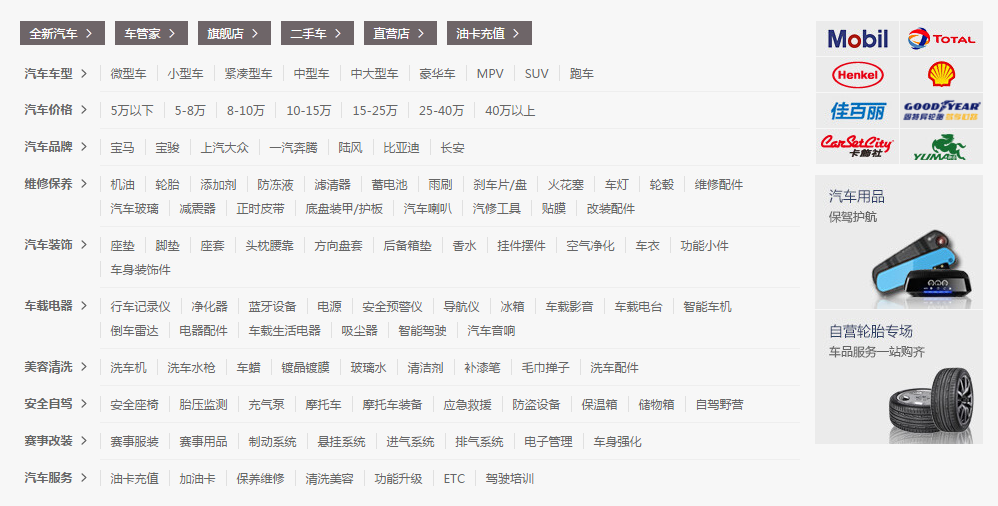 全新汽车 > 车管家 > 旗舰店 > 二手车 > 直营店 > 油卡充值 >
汽车车型 > 微型车 小型车 紧凑型车 中型车 中大型车 豪华车 MPV SUV 跑车
汽车价格 > 5万以下 5-8万 8-10万 10-15万 15-25万 25-40万 40万以上
汽车品牌 > 宝马 宝骏 上汽大众 一汽奔腾 陆风 比亚迪 长安
维修保养 > 机油 轮胎 添加剂 防冻液 滤清器 蓄电池 雨刷 刹车片/盘 火花塞 车灯 轮毂 维修配件
汽车玻璃 减震器 正时皮带 底盘装甲/护板 汽车喇叭 汽修工具 贴膜 改装配件
汽车装饰 > 座垫 脚垫 座套 头枕腰靠 方向盘套 后备箱垫 香水 挂件摆件 空气净化 车衣 功能小件
车身装饰件
车载电器 > 行车记录仪 净化器 蓝牙设备 电源 安全预警仪 导航仪 冰箱 车载影音 车载电台 智能车机
倒车雷达 电器配件 车载生活电器 吸尘器 智能驾驶 汽车音响
美容清洗 > 洗车机 洗车水枪 车蜡 镀晶镀膜 玻璃水 清洁剂 补漆笔 毛巾掸子 洗车配件
安全自驾 > 安全座椅 胎压监测 充气泵 摩托车 摩托车装备 应急救援 防盗设备 保温箱 储物箱 自驾野营
赛事改装 > 赛事服装 赛事用品 制动系统 悬挂系统 进气系统 排气系统 电子管理 车身强化
汽车服务 > 油卡充值 加油卡 保养维修 清洗美容 功能升级 ETC 驾驶培训
Mobil TOTAL
Henkel
佳百丽 GOODYEAR
固特异轮胎
CarSetCity
卡饰社 YUMA
汽车用品
保驾护航
自营轮胎专场
车品服务一站购齐